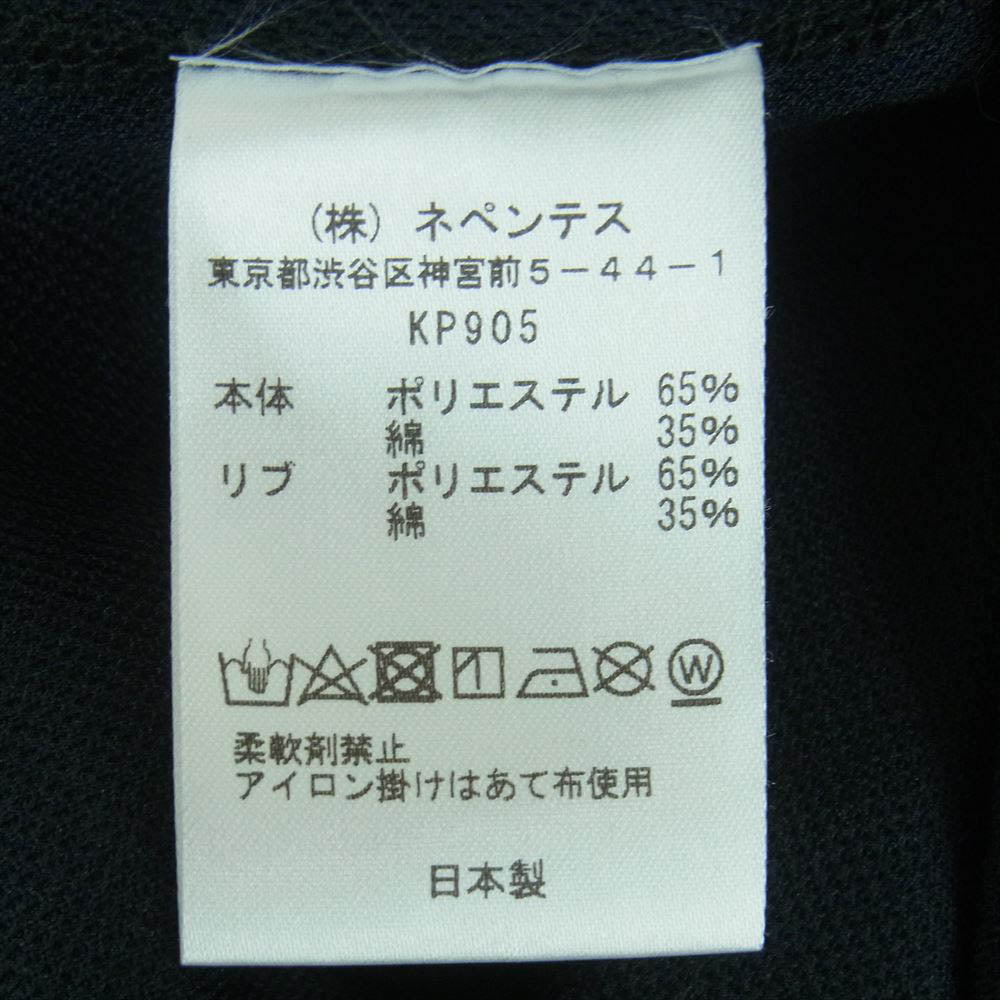 (株) ネペンテス
東京都渋谷区神宮前5-44-1
KP905
本体 ポリエステル 65%
綿 35%
リブ ポリエステル 65%
綿 35%
W
柔軟剤禁止
アイロン掛けはあて布使用
日本製